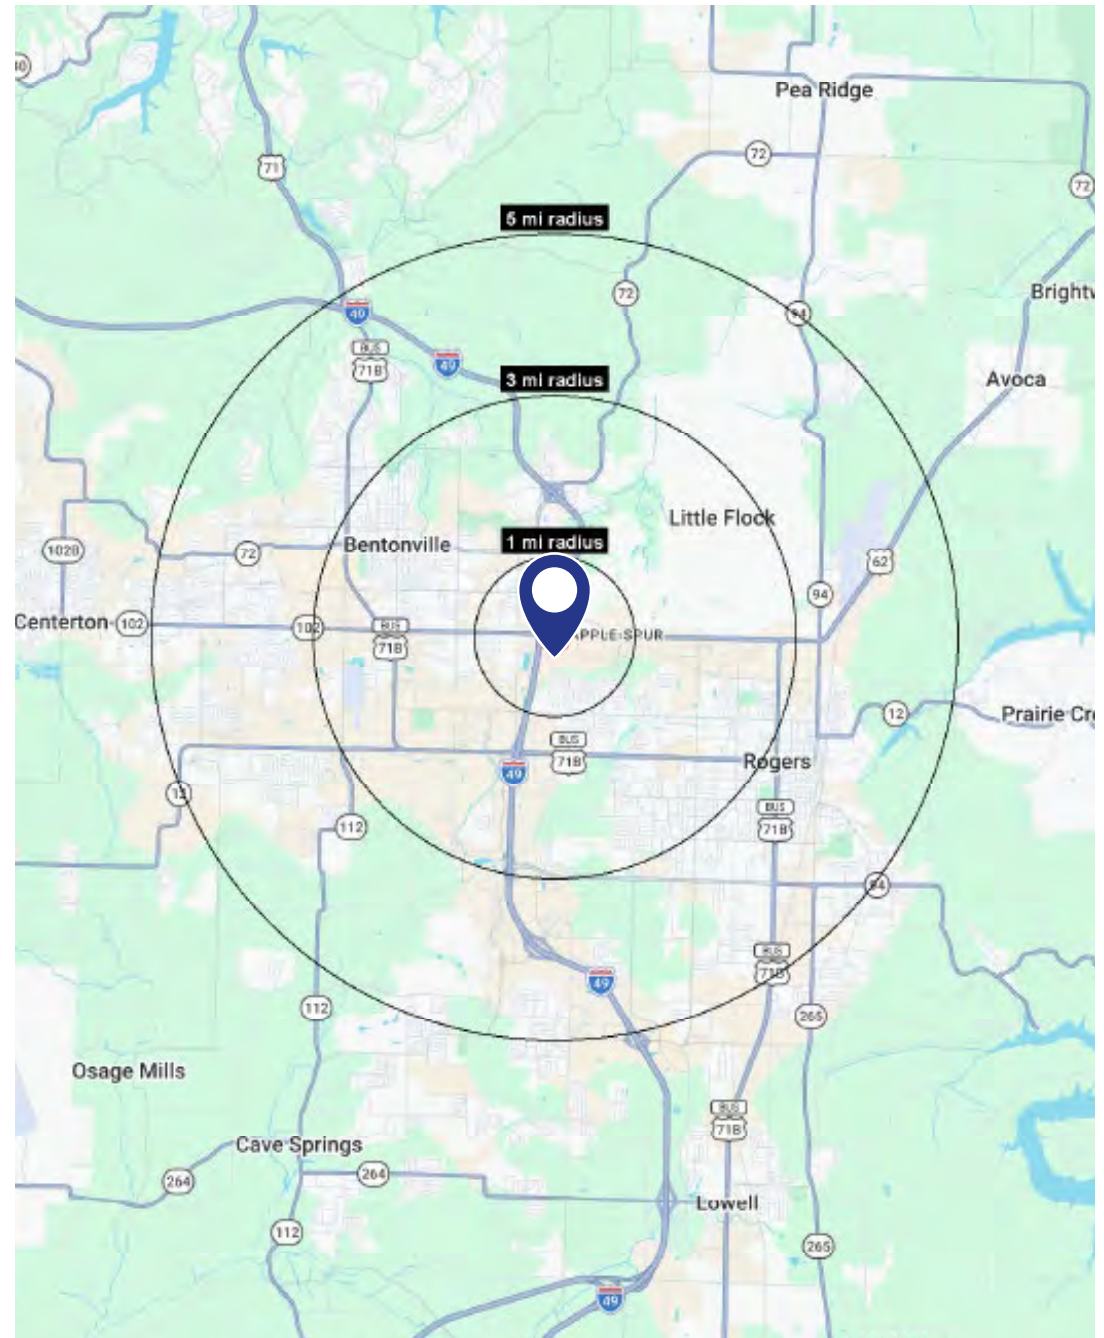 Pea Ridge
72
71
72
5 mi radius
72
Brightv
49
94
BUS
71B
49
3 mi radius
Avoca
Little Flock
1 mi radius
Bentonville
102B
72
62
94
Centerton
102
102
BUS
71B
PPLE SPUR
12
Prairie Cr
BUS
71B
Rogers
49
12
BUS
71B
112
94
BUS
71B
49
112
265
Osage Mills
BUS
71B
Cave Springs
264
264
Lowell
112
265
49